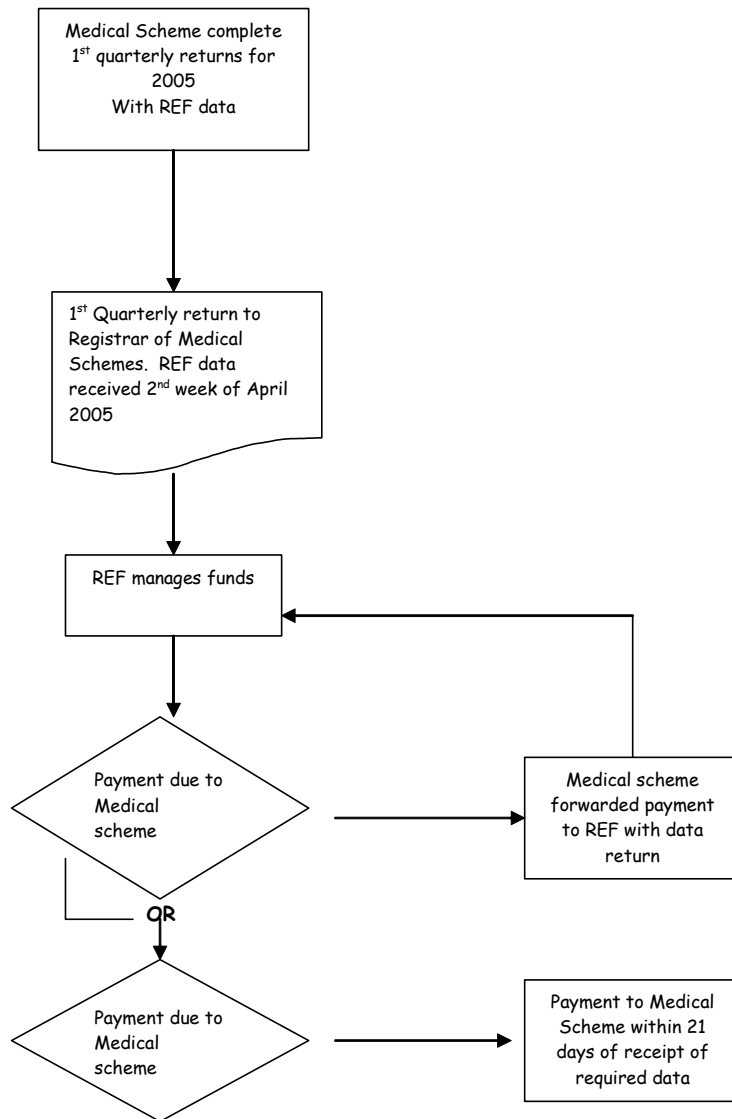 Medical Scheme complete
1st quarterly returns for
2005
With REF data
1st Quarterly return to
Registrar of Medical
Schemes. REF data
received 2nd week of April
2005
REF manages funds
Payment due to
Medical
scheme
Medical scheme
forwarded payment
to REF with data
return
OR
Payment due to
Medical
scheme
Payment to Medical
Scheme within 21
days of receipt of
required data